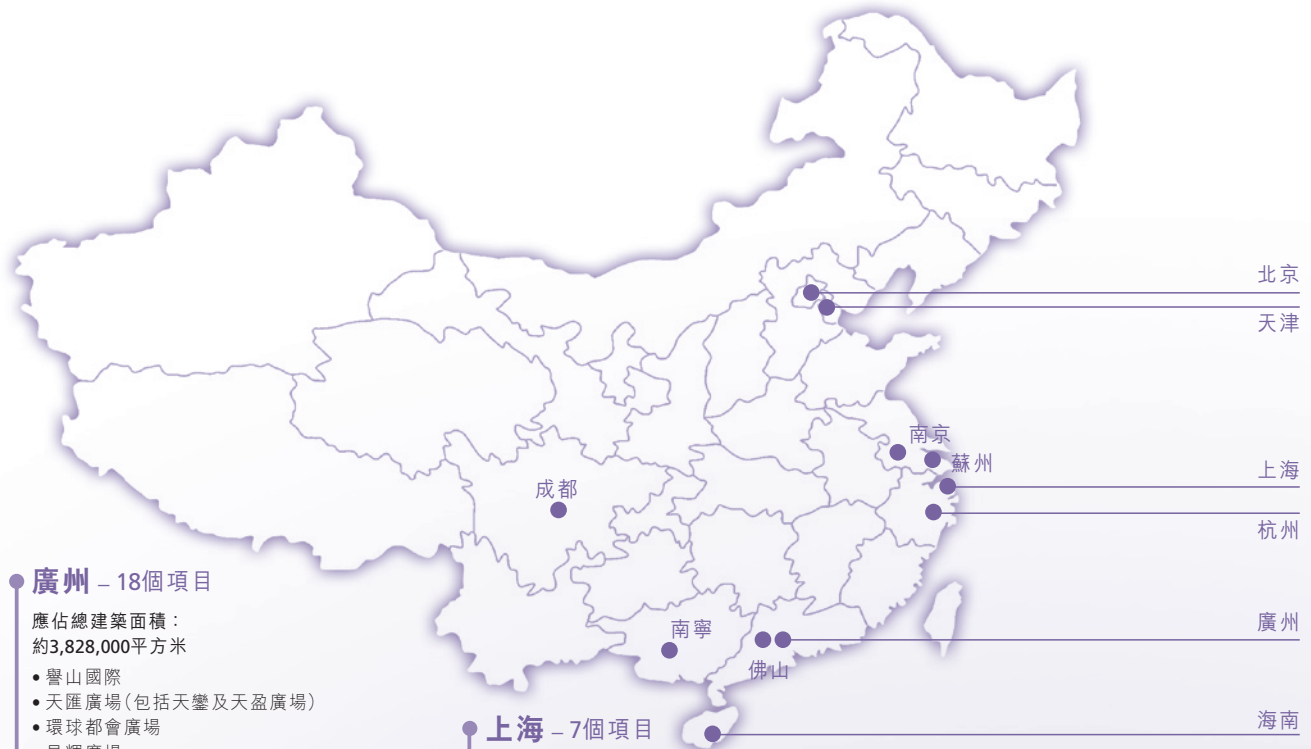 北京
天津
南京
蘇州
上海
成都
杭州
廣州 – 18個項目
應佔總建築面積：
約3,828,000平方米
• 譽山國際
• 天匯廣場（包括天鑾及天盈廣場）
• 環球都會廣場
南寧
佛山
廣州
上海 – 7個項目
海南